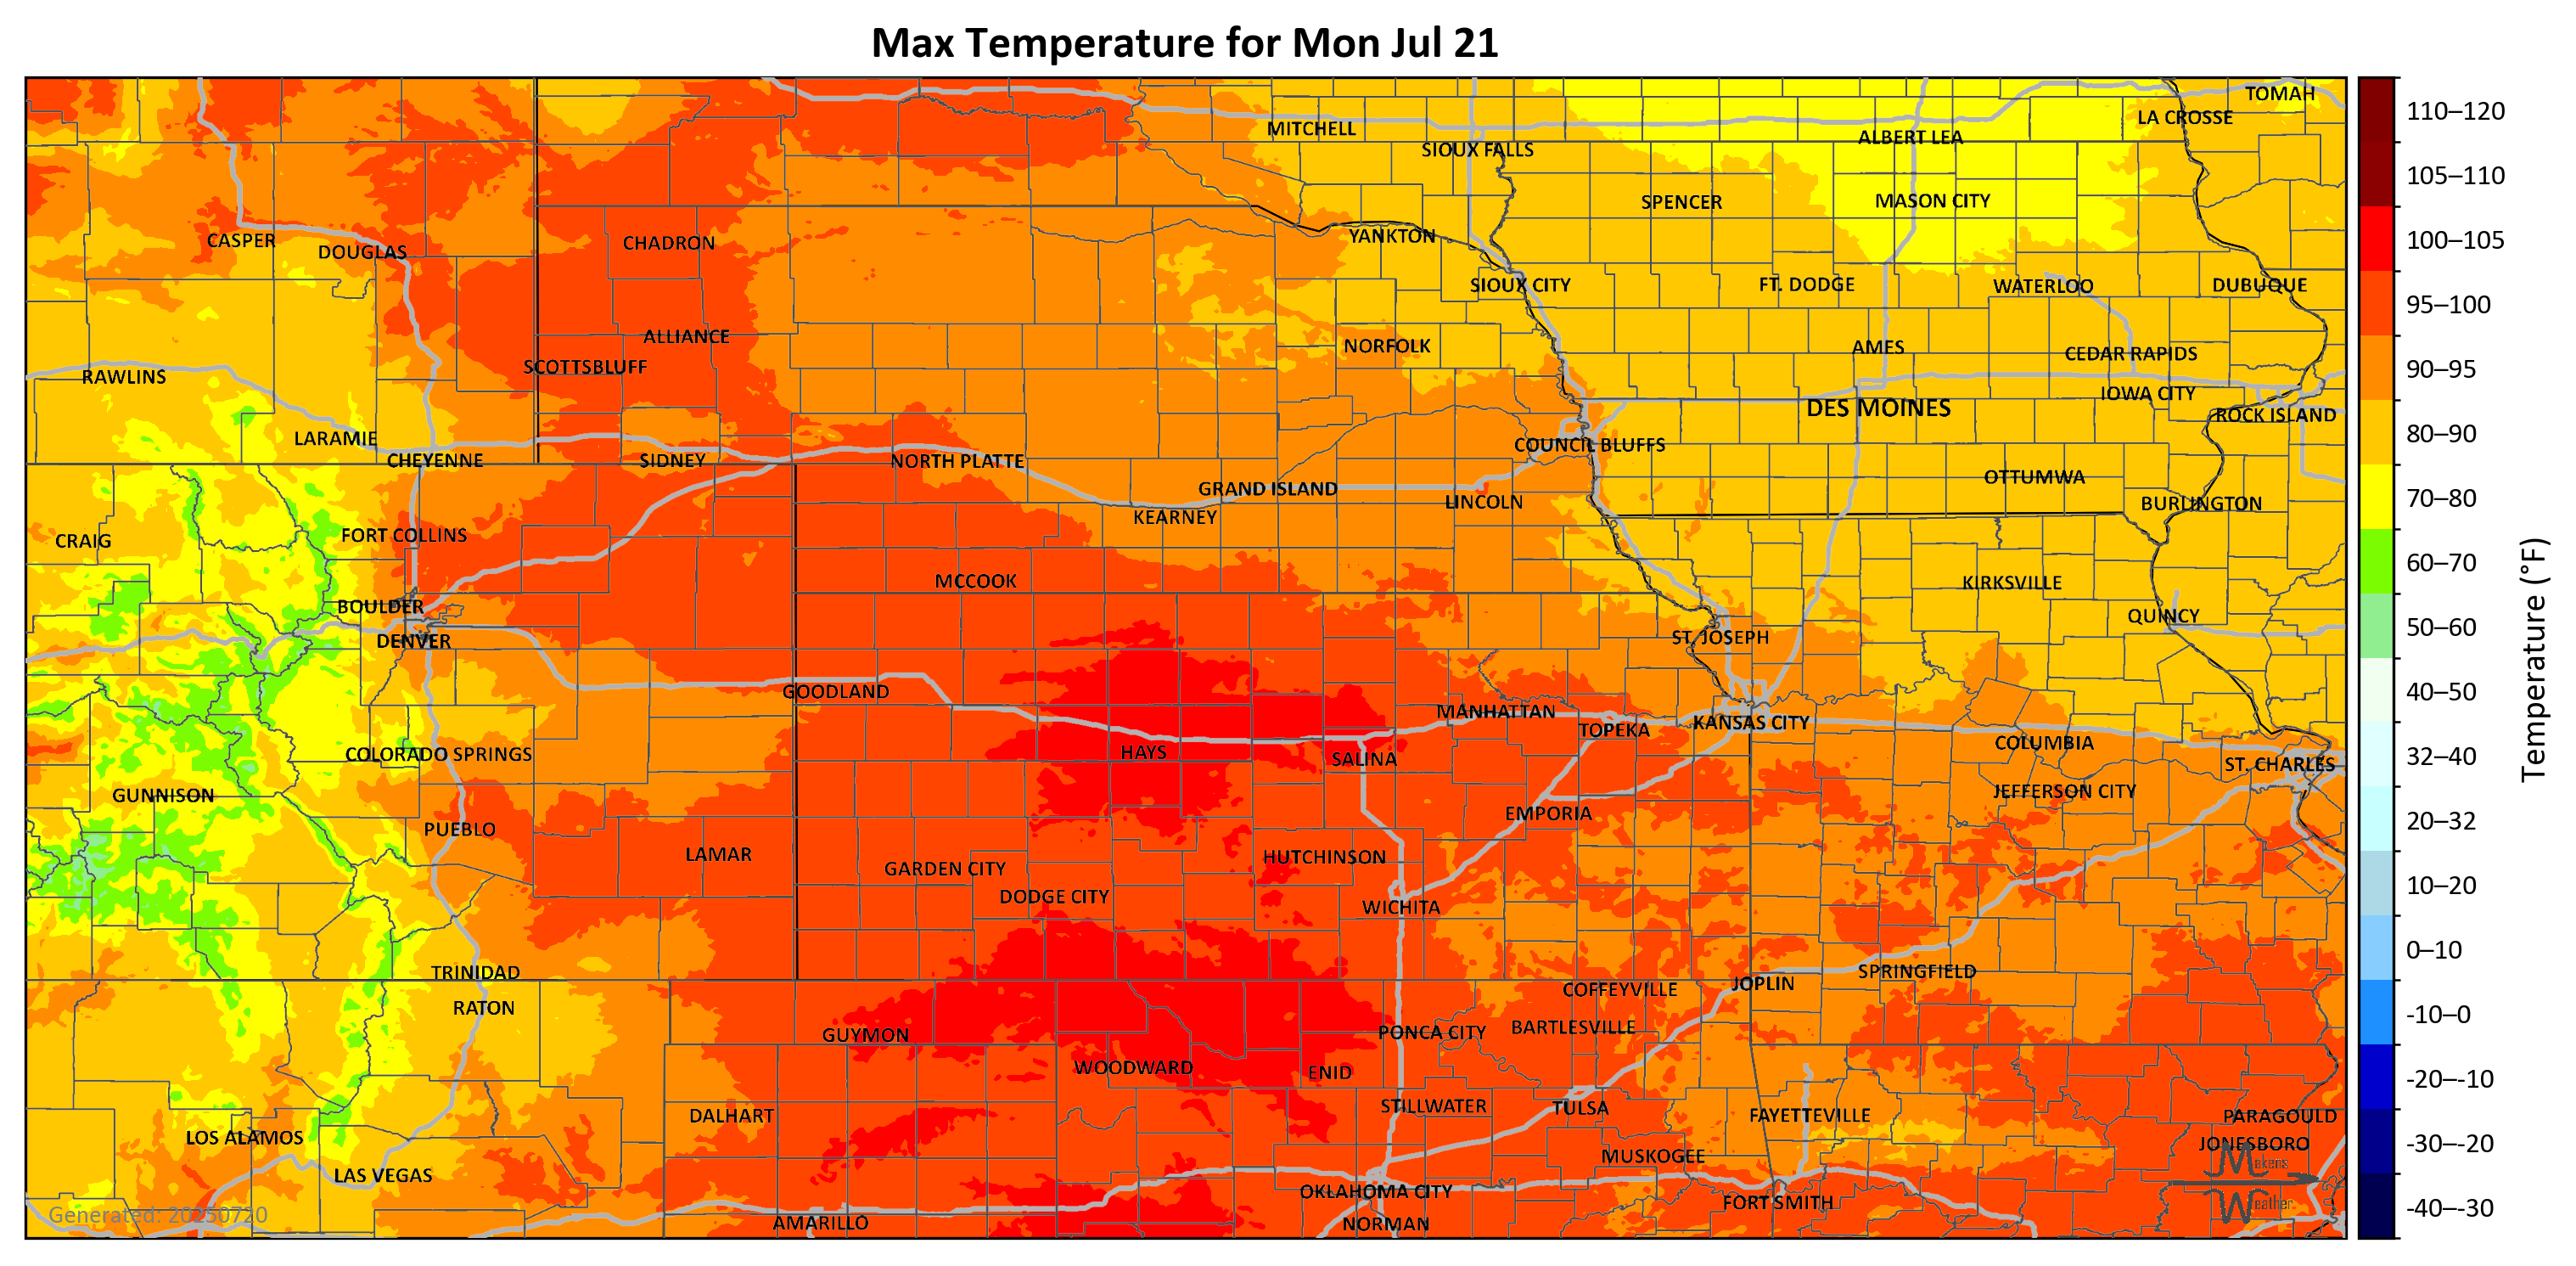 Max Temperature for Mon Jul 21
TOMAH
LA CROSSE
MITCHELL
ALBERT LEA
SIOUX FALLS
SPENCER
MASON CITY
YANKTON
CASPER
CHADRON
DOUGLAS
SIOUX CITY
FT. DODGE
WATERLOO
DUBUQUE
ALLIANCE
NORFOLK
AMES
CEDAR RAPIDS
SCOTTSBLUFF
RAWLINS
IOWA CITY
DES MOINES
ROCK ISLAND
LARAMIE
COUNCIL BLUFFS
CHEYENNE
SIDNEY
NORTH PLATTE
OTTUMWA
GRAND ISLAND
LINCOLN
BURLINGTON
KEARNEY
FORT COLLINS
CRAIG
MCCOOK
KIRKSVILLE
BOULDER
QUINCY
DENVER
ST. JOSEPH
GOODLAND
MANHATTAN
KANSAS CITY
TOPEKA
COLUMBIA
COLORADO SPRINGS
HAYS
SALINA
ST. CHARLES
JEFFERSON CITY
GUNNISON
EMPORIA
PUEBLO
LAMAR
HUTCHINSON
GARDEN CITY
DODGE CITY
WICHITA
TRINIDAD
SPRINGFIELD
JOPLIN
COFFEYVILLE
RATON
BARTLESVILLE
GUYMON
PONCA CITY
WOODWARD
ENID
STILLWATER
TULSA
DALHART
FAYETTEVILLE
PARAGOULD
LOS ALAMOS
JONESBORO
MUSKOGEE
LAS VEGAS
OKLAHOMA CITY
FORT SMITH
AMARILLO
NORMAN
Generated: 20250720
Makens
Weather
110–120
105–110
100–105
95–100
90–95
80–90
70–80
60–70
50–60
40–50
32–40
20–32
10–20
0–10
-10–0
-20–-10
-30–-20
-40–-30
Temperature (°F)